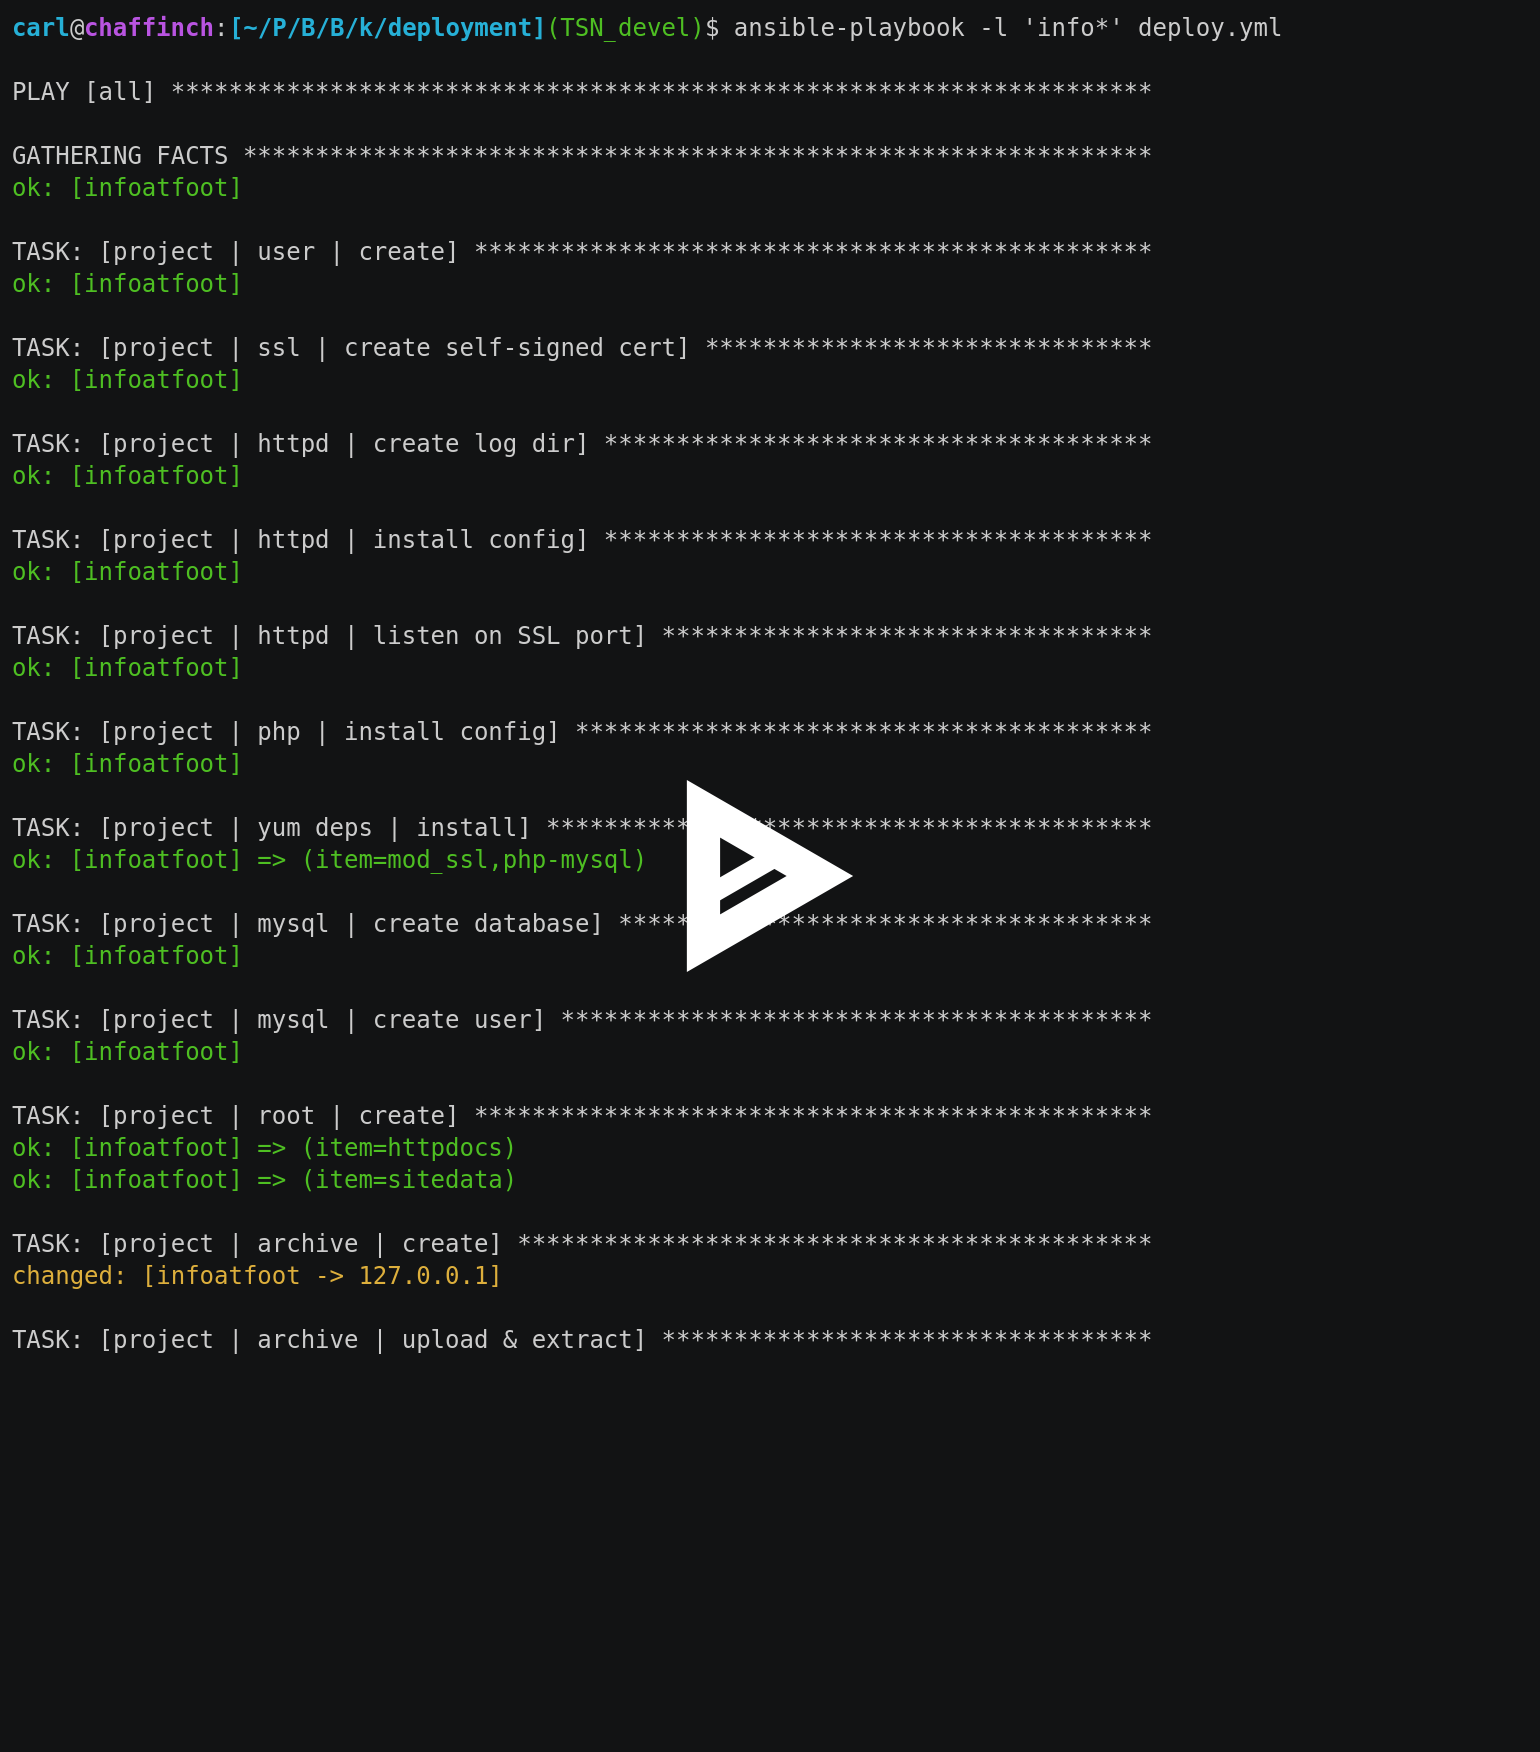 carl@chaffinch:[~/P/B/B/k/deployment](TSN_devel)$ ansible-playbook -l 'info*' deploy.yml
PLAY [all] ********************************************************************
GATHERING FACTS ***************************************************************
ok: [infoatfoot]
TASK: [project | user | create] ***********************************************
ok: [infoatfoot]
TASK: [project | ssl | create self-signed cert] *******************************
ok: [infoatfoot]
TASK: [project | httpd | create log dir] **************************************
ok: [infoatfoot]
TASK: [project | httpd | install config] **************************************
ok: [infoatfoot]
TASK: [project | httpd | listen on SSL port] **********************************
ok: [infoatfoot]
TASK: [project | php | install config] ****************************************
ok: [infoatfoot]
TASK: [project | yum deps | install] ******************************************
ok: [infoatfoot] => (item=mod_ssl,php-mysql)
TASK: [project | mysql | create database] *************************************
ok: [infoatfoot]
TASK: [project | mysql | create user] *****************************************
ok: [infoatfoot]
TASK: [project | root | create] ***********************************************
ok: [infoatfoot] => (item=httpdocs)
ok: [infoatfoot] => (item=sitedata)
TASK: [project | archive | create] ********************************************
changed: [infoatfoot -> 127.0.0.1]
TASK: [project | archive | upload & extract] **********************************